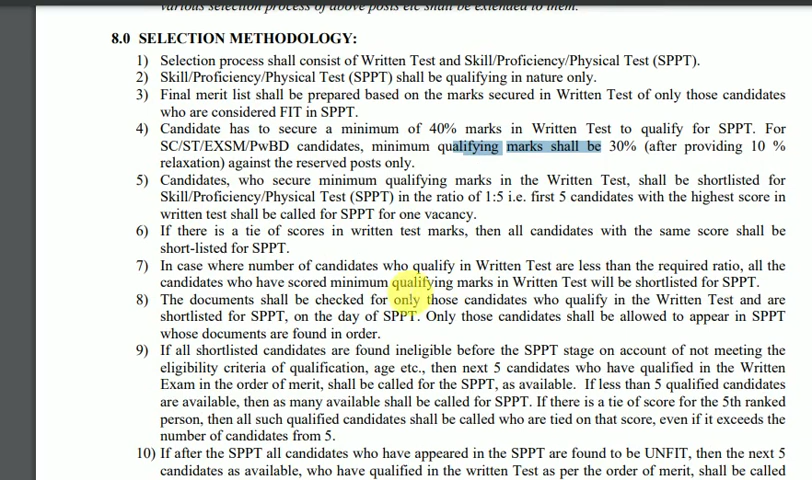 various selection process of above posts etc shall be extended to them.
8.0 SELECTION METHODOLOGY:
1) Selection process shall consist of Written Test and Skill/Proficiency/Physical Test (SPPT).
2) Skill/Proficiency/Physical Test (SPPT) shall be qualifying in nature only.
3) Final merit list shall be prepared based on the marks secured in Written Test of only those candidates
who are considered FIT in SPPT.
4) Candidate has to secure a minimum of 40% marks in Written Test to qualify for SPPT. For
SC/ST/EXSM/PwBD candidates, minimum qualifying marks shall be 30% (after providing 10 %
relaxation) against the reserved posts only.
5) Candidates, who secure minimum qualifying marks in the Written Test, shall be shortlisted for
Skill/Proficiency/Physical Test (SPPT) in the ratio of 1:5 i.e. first 5 candidates with the highest score in
written test shall be called for SPPT for one vacancy.
6) If there is a tie of scores in written test marks, then all candidates with the same score shall be
short-listed for SPPT.
7) In case where number of candidates who qualify in Written Test are less than the required ratio, all the
candidates who have scored minimum qualifying marks in Written Test will be shortlisted for SPPT.
8) The documents shall be checked for only those candidates who qualify in the Written Test and are
shortlisted for SPPT, on the day of SPPT. Only those candidates shall be allowed to appear in SPPT
whose documents are found in order.
9) If all shortlisted candidates are found ineligible before the SPPT stage on account of not meeting the
eligibility criteria of qualification, age etc., then next 5 candidates who have qualified in the Written
Exam in the order of merit, shall be called for the SPPT, as available. If less than 5 qualified candidates
are available, then as many available shall be called for SPPT. If there is a tie of score for the 5th ranked
person, then all such qualified candidates shall be called who are tied on that score, even if it exceeds the
number of candidates from 5.
10) If after the SPPT all candidates who have appeared in the SPPT are found to be UNFIT, then the next 5
candidates as available, who have qualified in the written Test as per the order of merit, shall be called